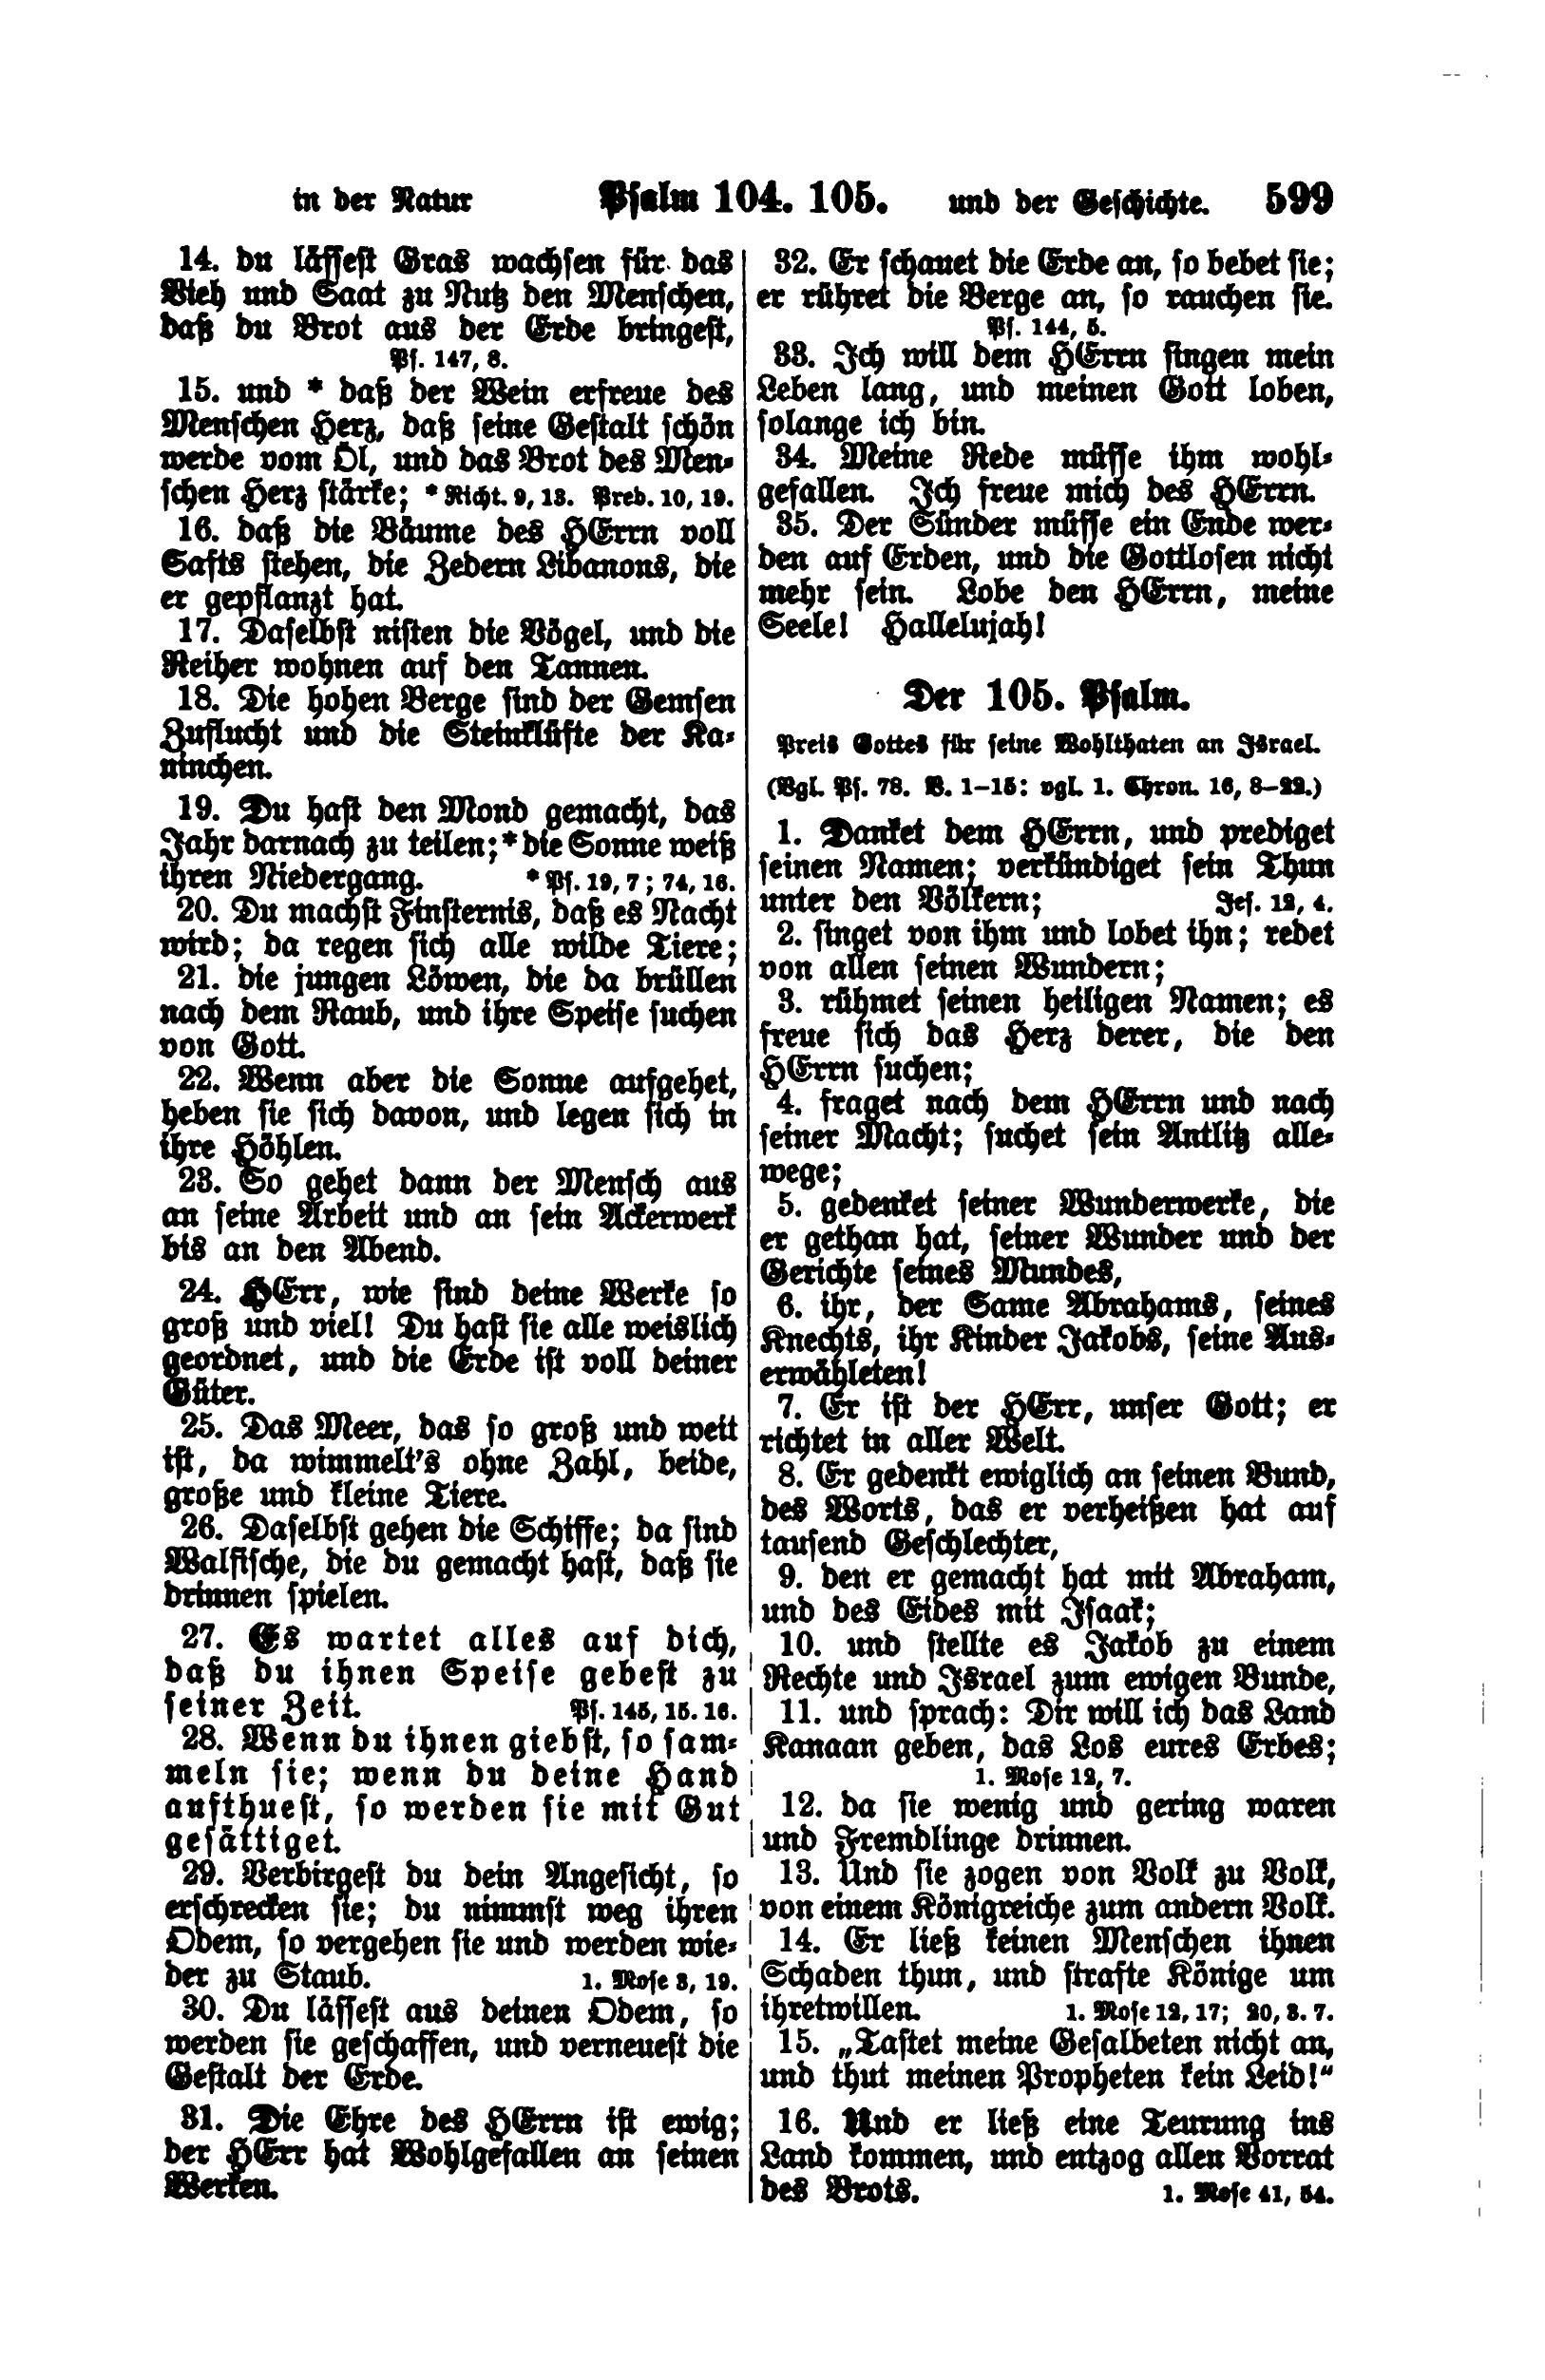 in der Natur Psalm 104. 105. und der Geschichte. 599
14. du lässest Gras wachsen für das
Vieh und Saat zu Nutz den Menschen,
daß du Brot aus der Erde bringest,
Ps. 147, 8.
15. und * daß der Wein erfreue des
Menschen Herz, daß seine Gestalt schön
werde vom Öl, und das Brot des Men-
schen Herz stärke; * Richt. 9, 13. Pred. 10, 19.
16. daß die Bäume des HErrn voll
Safts stehen, die Zedern Libanons, die
er gepflanzt hat.
17. Daselbst nisten die Vögel, und die
Reiher wohnen auf den Tannen.
18. Die hohen Berge sind der Gemsen
Zuflucht und die Steinklüfte der Ka-
ninchen.
19. Du hast den Mond gemacht, das
Jahr darnach zu teilen; * die Sonne weiß
ihren Niedergang. * Ps. 19, 7; 74, 16.
20. Du machst Finsternis, daß es Nacht
wird; da regen sich alle wilde Tiere;
21. die jungen Löwen, die da brüllen
nach dem Raub, und ihre Speise suchen
von Gott.
22. Wenn aber die Sonne aufgehet,
heben sie sich davon, und legen sich in
ihre Höhlen.
23. So gehet dann der Mensch aus
an seine Arbeit und an sein Ackerwerk
bis an den Abend.
24. HErr, wie sind deine Werke so
groß und viel! Du hast sie alle weislich
geordnet, und die Erde ist voll deiner
Güter.
25. Das Meer, das so groß und weit
ist, da wimmelt's ohne Zahl, beide,
große und kleine Tiere.
26. Daselbst gehen die Schiffe; da sind
Walfische, die du gemacht hast, daß sie
drinnen spielen.
27. Es wartet alles auf dich,
daß du ihnen Speise gebest zu
seiner Zeit. Ps. 145, 15. 16.
28. Wenn du ihnen giebst, so sam-
meln sie; wenn du deine Hand
aufthuest, so werden sie mit Gut
gesättiget.
29. Verbirgest du dein Angesicht, so
erschrecken sie; du nimmst weg ihren
Odem, so vergehen sie und werden wie-
der zu Staub. 1. Mose 3, 19.
30. Du lässest aus deinen Odem, so
werden sie geschaffen, und verneuest die
Gestalt der Erde.
31. Die Ehre des HErrn ist ewig;
der HErr hat Wohlgefallen an seinen
Werken.
32. Er schauet die Erde an, so bebet sie;
er rühret die Berge an, so rauchen sie.
Ps. 144, 5.
33. Ich will dem HErrn singen mein
Leben lang, und meinen Gott loben,
solange ich bin.
34. Meine Rede müsse ihm wohl-
gefallen. Ich freue mich des HErrn.
35. Der Sünder müsse ein Ende wer-
den auf Erden, und die Gottlosen nicht
mehr sein. Lobe den HErrn, meine
Seele! Hallelujah!
Der 105. Psalm.
Preis Gottes für seine Wohlthaten an Israel.
(Vgl. Ps. 78. V. 1–15: vgl. 1. Chron. 16, 8–22.)
1. Danket dem HErrn, und prediget
seinen Namen; verkündiget sein Thun
unter den Völkern; Jes. 12, 4.
2. singet von ihm und lobet ihn; redet
von allen seinen Wundern;
3. rühmet seinen heiligen Namen; es
freue sich das Herz derer, die den
HErrn suchen;
4. fraget nach dem HErrn und nach
seiner Macht; suchet sein Antlitz alle-
wege;
5. gedenket seiner Wunderwerke, die
er gethan hat, seiner Wunder und der
Gerichte seines Mundes,
6. ihr, der Same Abrahams, seines
Knechts, ihr Kinder Jakobs, seine Aus-
erwähleten!
7. Er ist der HErr, unser Gott; er
richtet in aller Welt.
8. Er gedenkt ewiglich an seinen Bund,
des Worts, das er verheißen hat auf
tausend Geschlechter,
9. den er gemacht hat mit Abraham,
und des Eides mit Isaak;
10. und stellte es Jakob zu einem
Rechte und Israel zum ewigen Bunde,
11. und sprach: Dir will ich das Land
Kanaan geben, das Los eures Erbes;
1. Mose 12, 7.
12. da sie wenig und gering waren
und Fremdlinge drinnen.
13. Und sie zogen von Volk zu Volk,
von einem Königreiche zum andern Volk.
14. Er ließ keinen Menschen ihnen
Schaden thun, und strafte Könige um
ihretwillen. 1. Mose 12, 17; 20, 3. 7.
15. „Tastet meine Gesalbeten nicht an,
und thut meinen Propheten kein Leid!“
16. Und er ließ eine Teurung ins
Land kommen, und entzog allen Vorrat
des Brots. 1. Mose 41, 54.